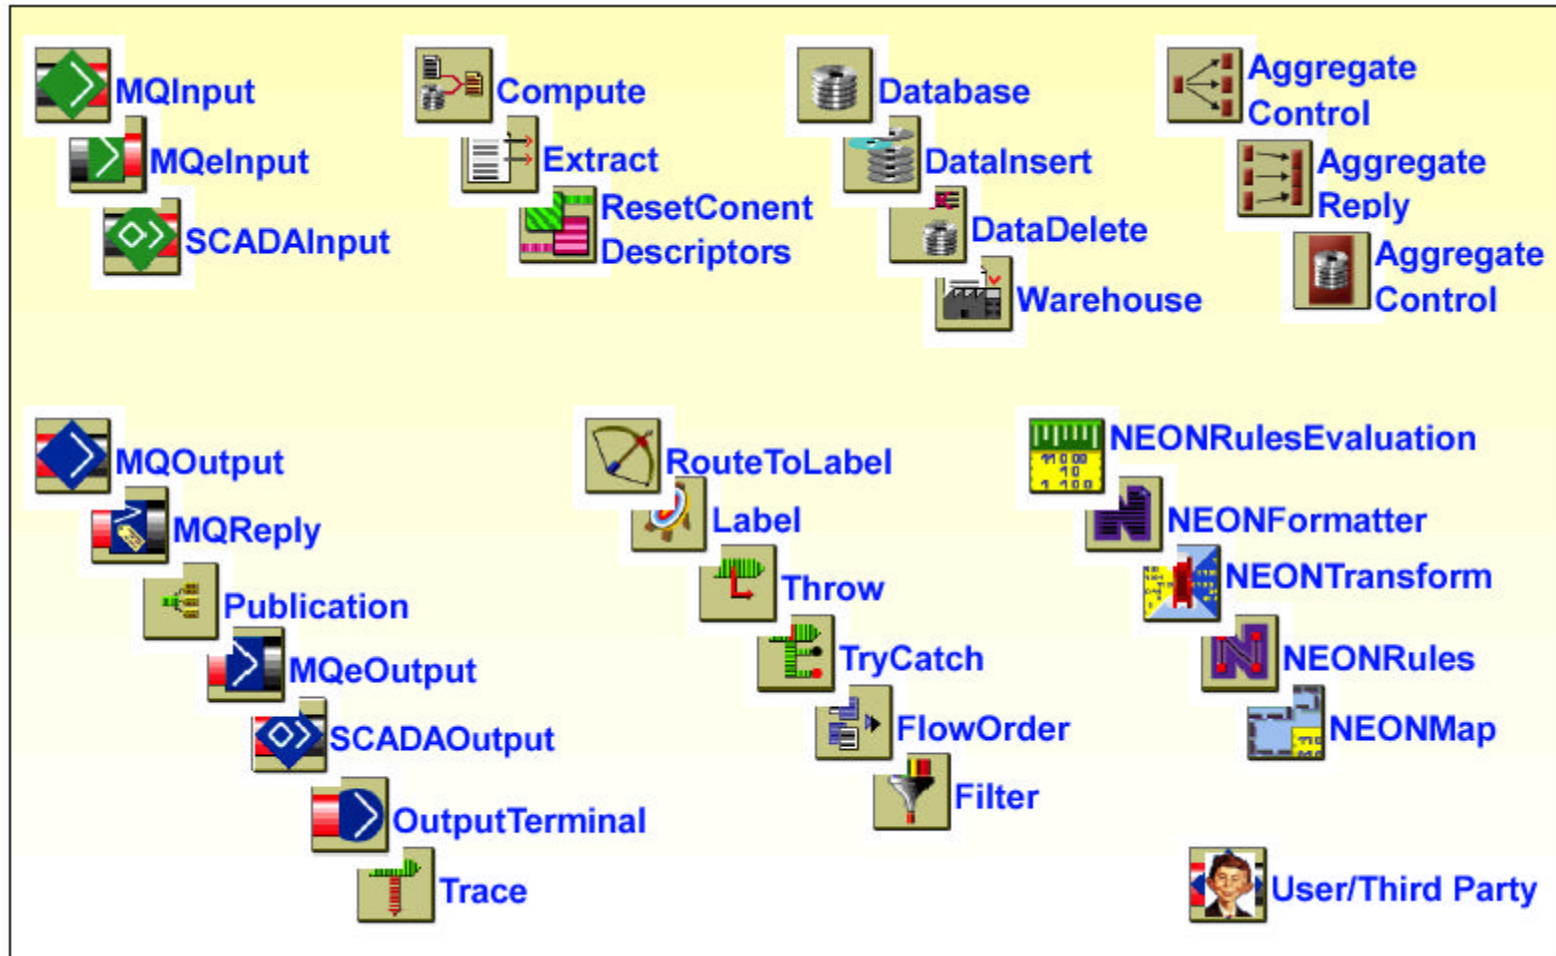 MQInput
MQeInput
SCADAInput
Compute
Extract
ResetConent
Descriptors
Database
DataInsert
DataDelete
Warehouse
Aggregate
Control
Aggregate
Reply
Aggregate
Control
MQOutput
MQReply
Publication
MQeOutput
SCADAOutput
OutputTerminal
Trace
RouteToLabel
Label
Throw
TryCatch
FlowOrder
Filter
NEONRulesEvaluation
NEONFormatter
NEONTransform
NEONRules
NEONMap
User/Third Party